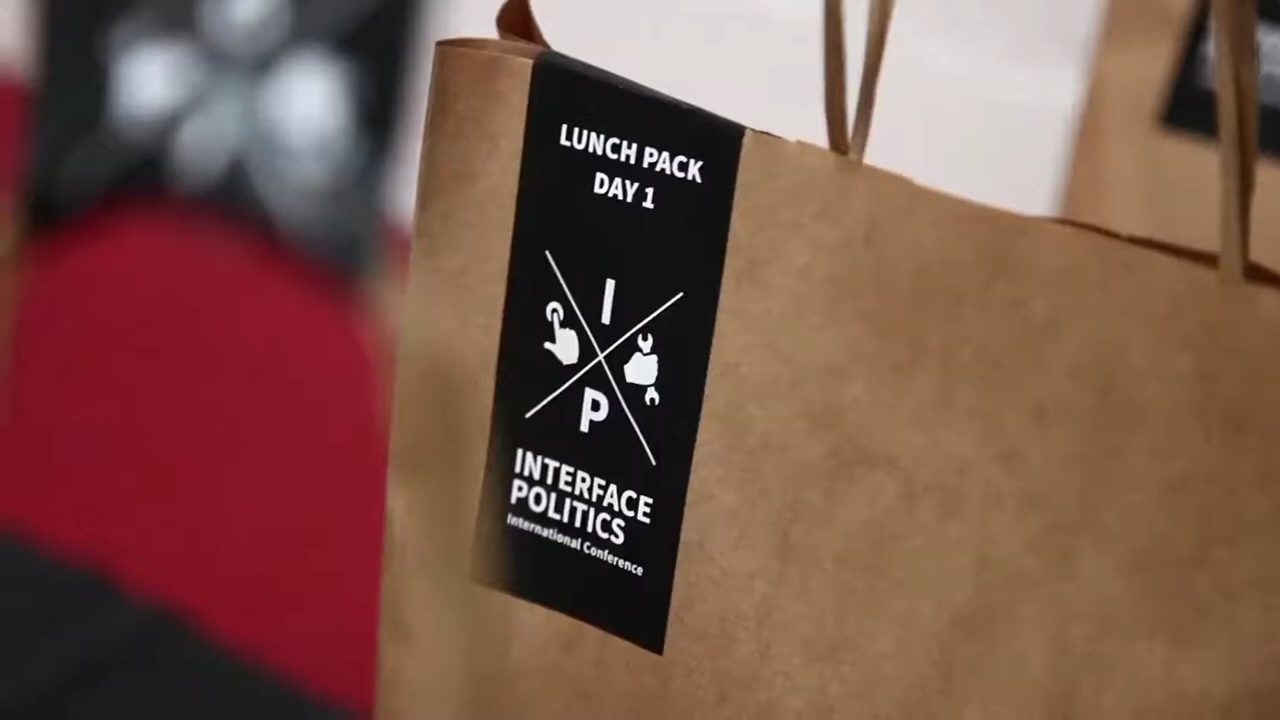 LUNCH PACK
DAY 1
I
P
INTERFACE
POLITICS
International Conference